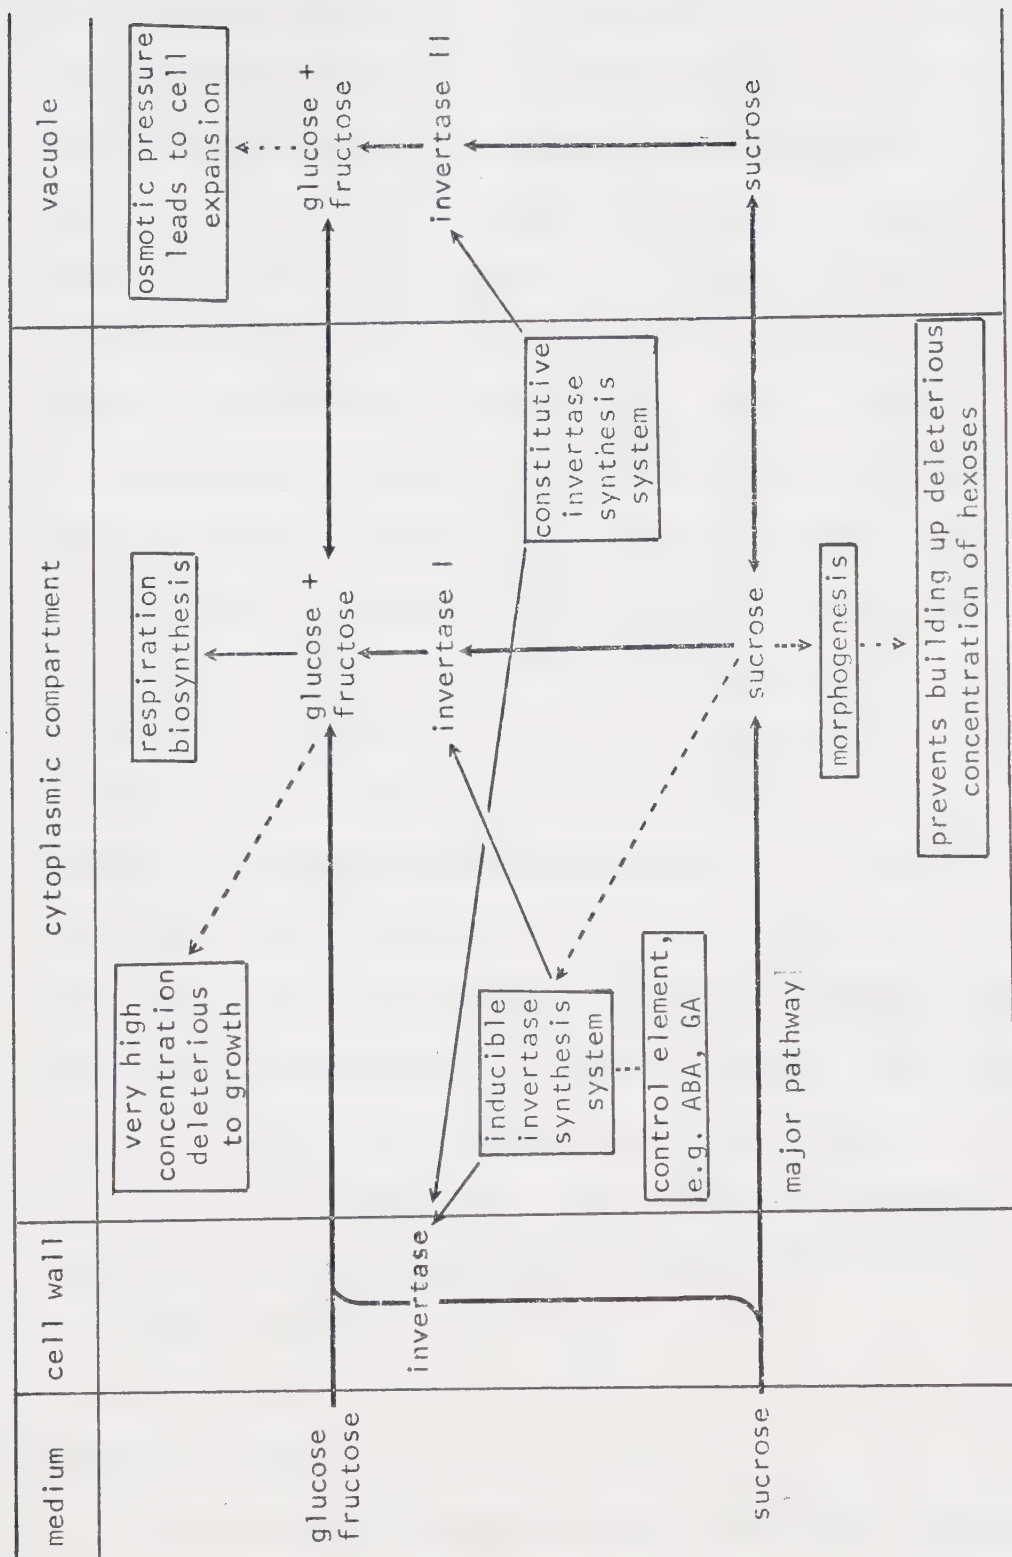 medium
cell wall
cytoplasmic compartment
vacuole
very high
concentration
deleterious
to growth
respiration
biosynthesis
osmotic pressure
leads to cell
expansion
glucose
fructose
glucose +
fructose
glucose +
fructose
invertase
invertase I
invertase II
inducible
invertase
synthesis
system
constitutive
invertase
synthesis
system
control element,
e.g. ABA, GA
sucrose
major pathway
sucrose
sucrose
morphogenesis
prevents building up deleterious
concentration of hexoses